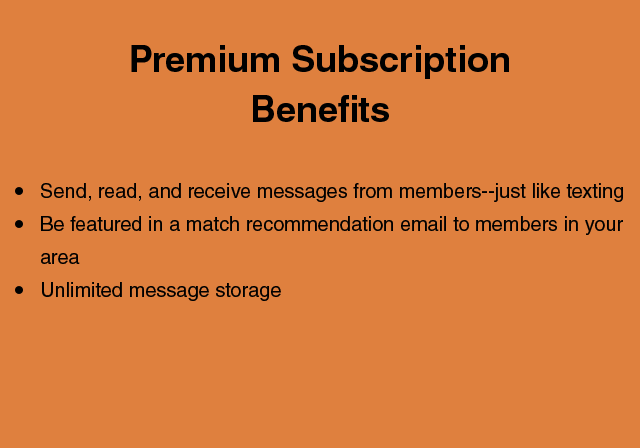 Premium Subscription
Benefits
• Send, read, and receive messages from members--just like texting
• Be featured in a match recommendation email to members in your
area
• Unlimited message storage